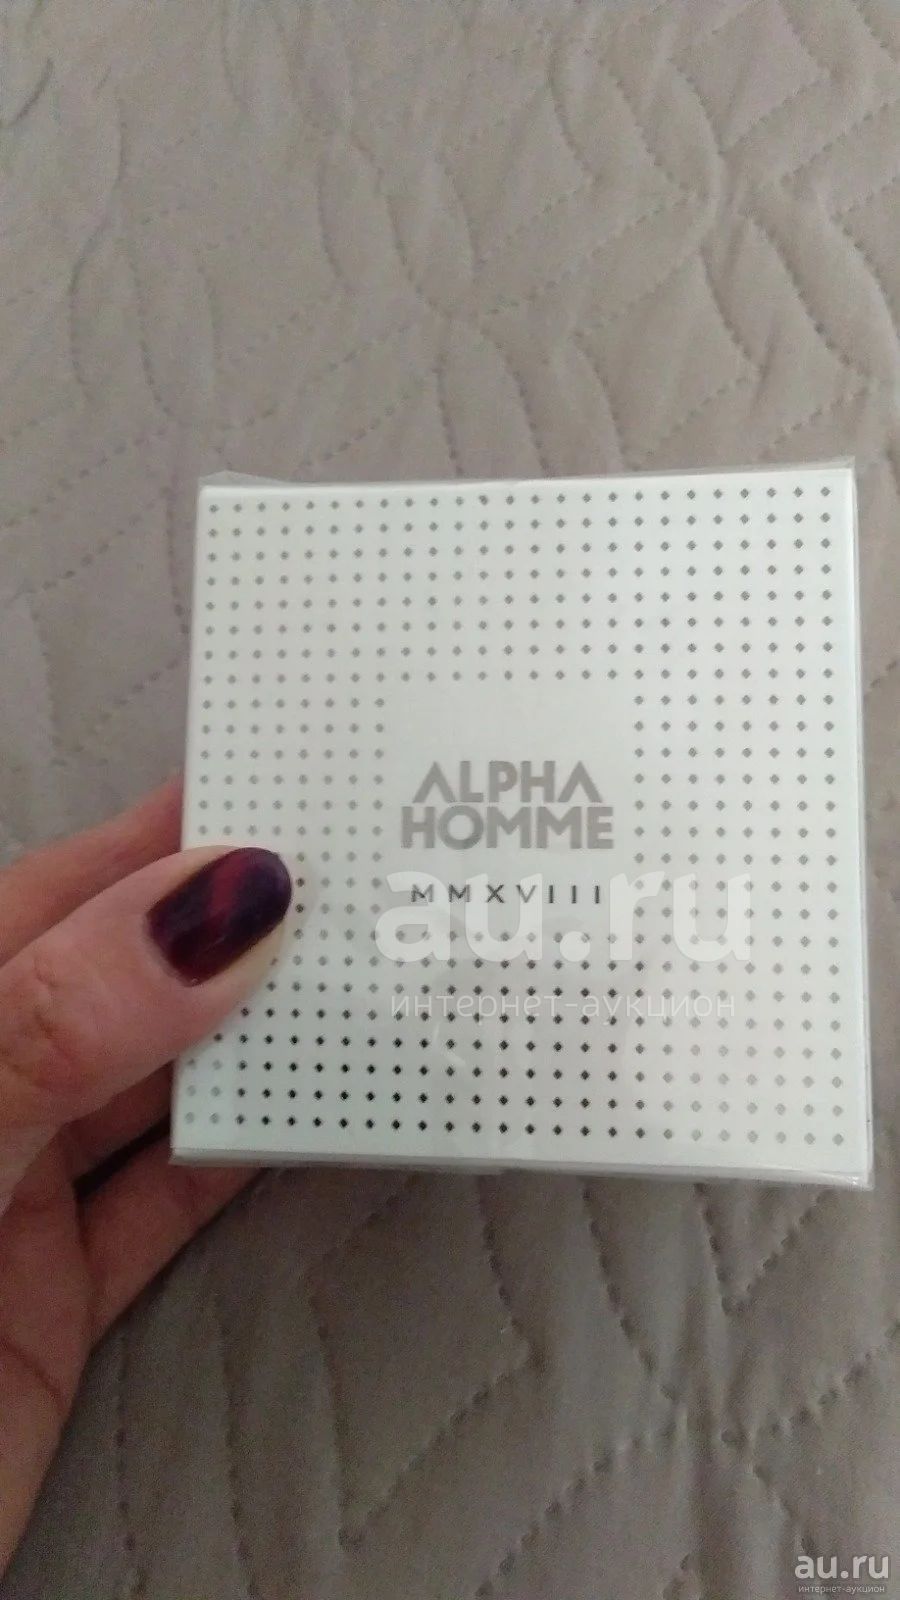 ALPHA
HOMME
MMXVIII
au.ru
интернет-аукцион
au.ru
интернет-аукцион